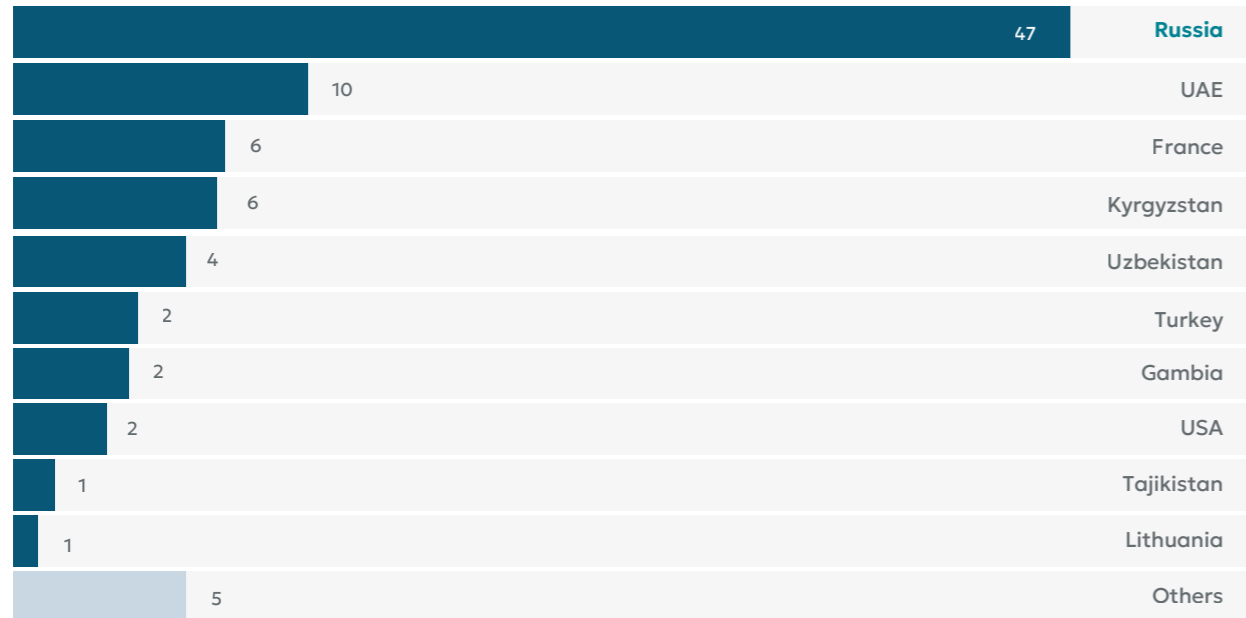 47 Russia
10 UAE
6 France
6 Kyrgyzstan
4 Uzbekistan
2 Turkey
2 Gambia
2 USA
1 Tajikistan
1 Lithuania
5 Others